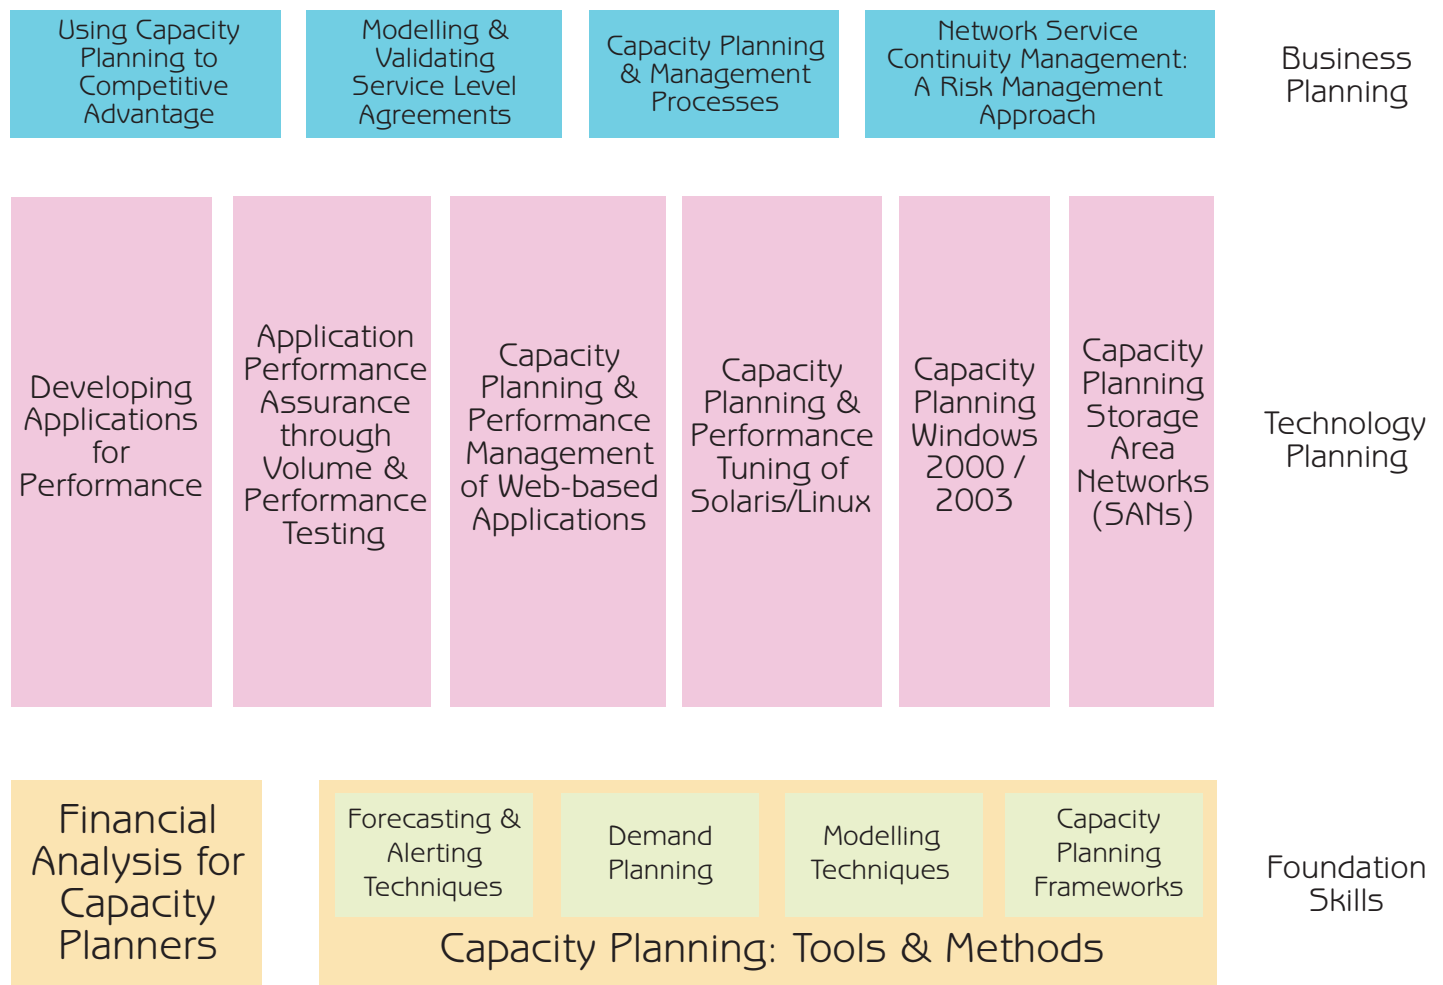 Using Capacity
Planning to
Competitive
Advantage
Modelling &
Validating
Service Level
Agreements
Capacity Planning
& Management
Processes
Network Service
Continuity Management:
A Risk Management
Approach
Business
Planning
Developing
Applications
for
Performance
Application
Performance
Assurance
through
Volume &
Performance
Testing
Capacity
Planning &
Performance
Management
of Web-based
Applications
Capacity
Planning &
Performance
Tuning of
Solaris/Linux
Capacity
Planning
Windows
2000 /
2003
Capacity
Planning
Storage
Area
Networks
(SANs)
Technology
Planning
Financial
Analysis for
Capacity
Planners
Forecasting &
Alerting
Techniques
Demand
Planning
Modelling
Techniques
Capacity
Planning
Frameworks
Capacity Planning: Tools & Methods
Foundation
Skills